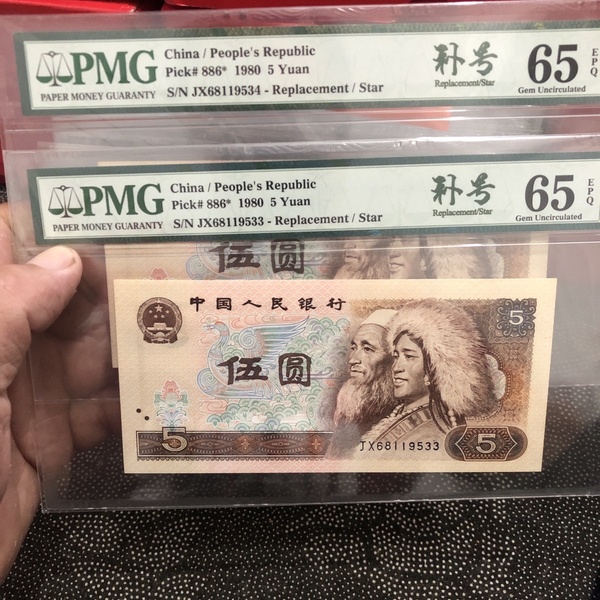 PMG
PAPER MONEY GUARANTY
China / People's Republic
Pick# 886* 1980 5 Yuan
S/N JX68119534 - Replacement / Star
补号
Replacement/Star
65
EPQ
Gem Uncirculated
PMG
PAPER MONEY GUARANTY
China / People's Republic
Pick# 886* 1980 5 Yuan
S/N JX68119533 - Replacement / Star
补号
Replacement/Star
65
EPQ
Gem Uncirculated
伍圆
中国人民银行
5
伍圆
5
JX68119533
5